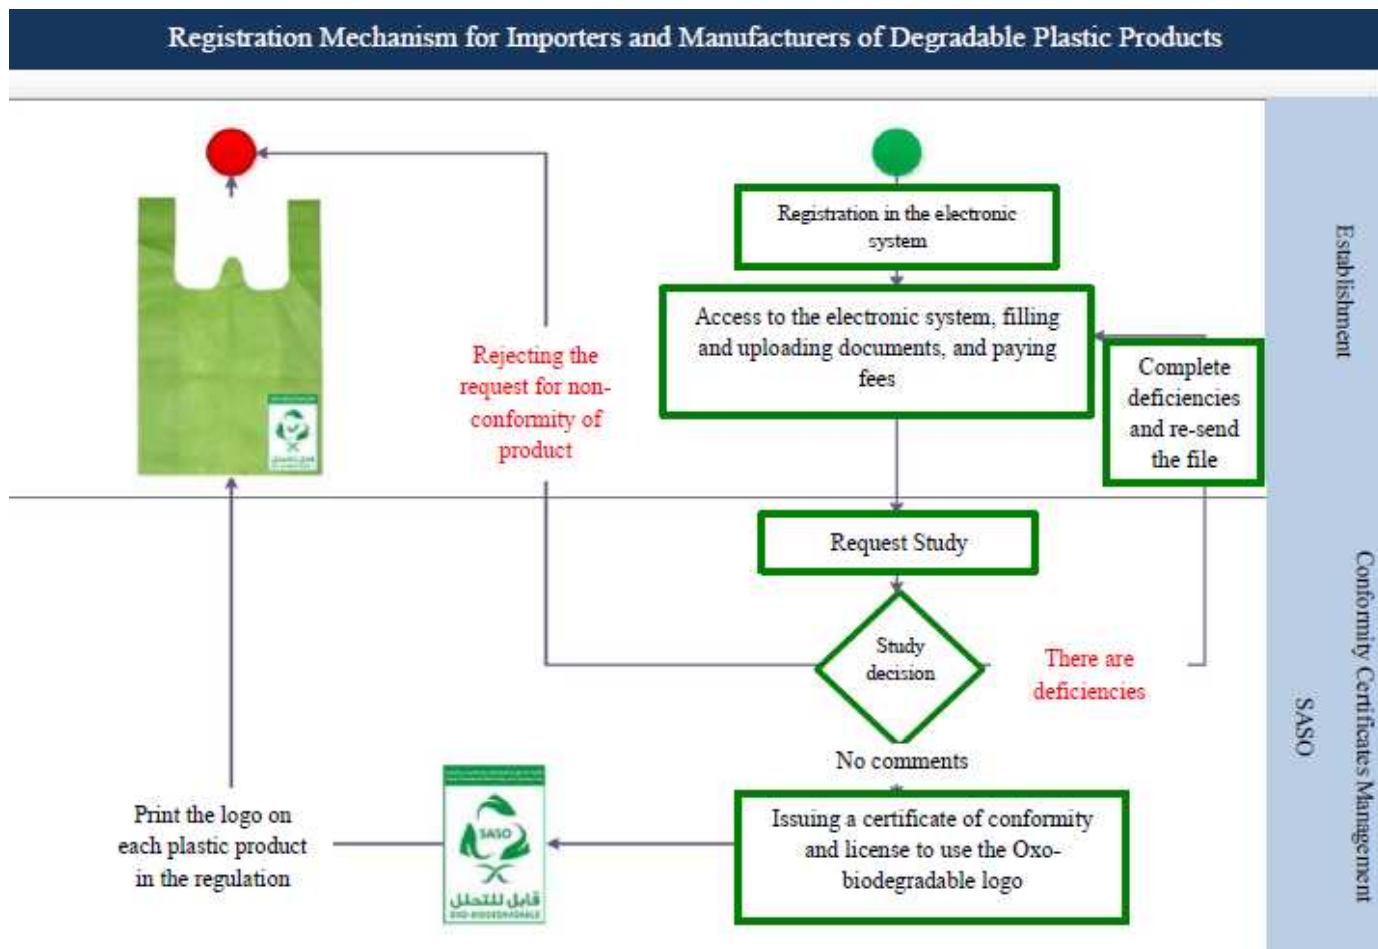 Registration Mechanism for Importers and Manufacturers of Degradable Plastic Products
Registration in the electronic
system
Access to the electronic system, filling
and uploading documents, and paying
fees
Complete
deficiencies
and re-send
the file
Rejecting the
request for non-
conformity of
product
Establishment
Request Study
Study
decision
There are
deficiencies
No comments
Issuing a certificate of conformity
and license to use the Oxo-
biodegradable logo
SASO
قابل للتحلل
OXO-BIODEGRADABLE
Print the logo on
each plastic product
in the regulation
SASO
Conformity Certificates Management